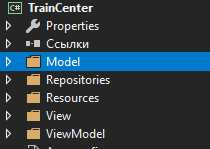 C# TrainCenter
Properties
Ссылки
Model
Repositories
Resources
View
ViewModel